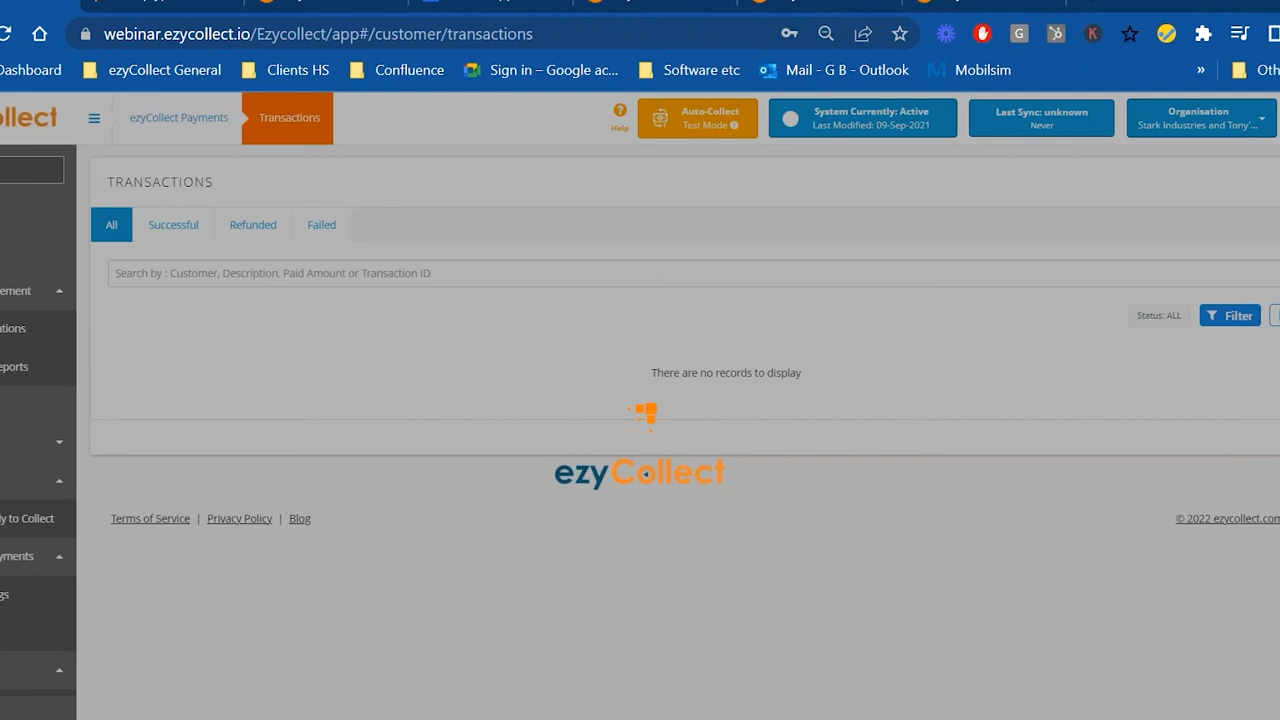 webinar.ezycollect.io/Ezycollect/app#/customer/transactions
Dashboard
ezyCollect General
Clients HS
Confluence
Sign in – Google ac...
Software etc
Mail - G B - Outlook
Mobilsim
»
Oth
ollect
ezyCollect Payments
Transactions
Help
Auto-Collect
Test Mode
System Currently: Active
Last Modified: 09-Sep-2021
Last Sync: unknown
Never
Organisation
Stark Industries and Tony'...
TRANSACTIONS
All
Successful
Refunded
Failed
Search by : Customer, Description, Paid Amount or Transaction ID
ement
Status: ALL
Filter
ations
eports
There are no records to display
ezyCollect
y to Collect
Terms of Service | Privacy Policy | Blog
© 2022 ezycollect.com
yments
gs